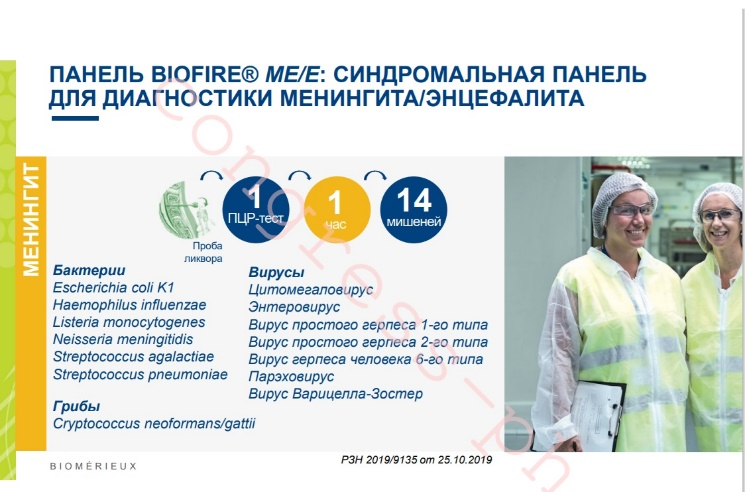 ПАНЕЛЬ BIOFIRE® ME/E: СИНДРОМАЛЬНАЯ ПАНЕЛЬ
ДЛЯ ДИАГНОСТИКИ МЕНИНГИТА/ЭНЦЕФАЛИТА
МЕНИНГИТ
Проба
ликвора
1
ПЦР-тест
1
час
14
мишеней
Бактерии
Escherichia coli K1
Haemophilus influenzae
Listeria monocytogenes
Neisseria meningitidis
Streptococcus agalactiae
Streptococcus pneumoniae
Грибы
Cryptococcus neoformans/gattii
Вирусы
Цитомегаловирус
Энтеровирус
Вирус простого герпеса 1-го типа
Вирус простого герпеса 2-го типа
Вирус герпеса человека 6-го типа
Парэховирус
Вирус Варицелла-Зостер
BIOMÉRIEUX
РЗН 2019/9135 от 25.10.2019
congress-ph